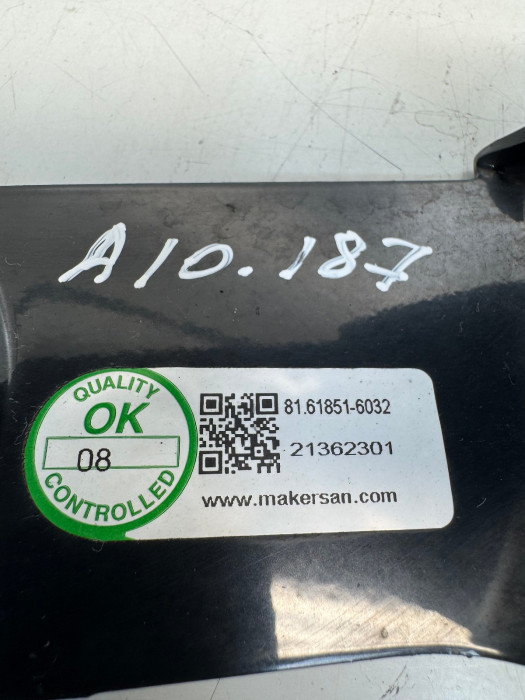 A10.187
QUALITY
OK
08
CONTROLLED
81.61851-6032
21362301
www.makersan.com